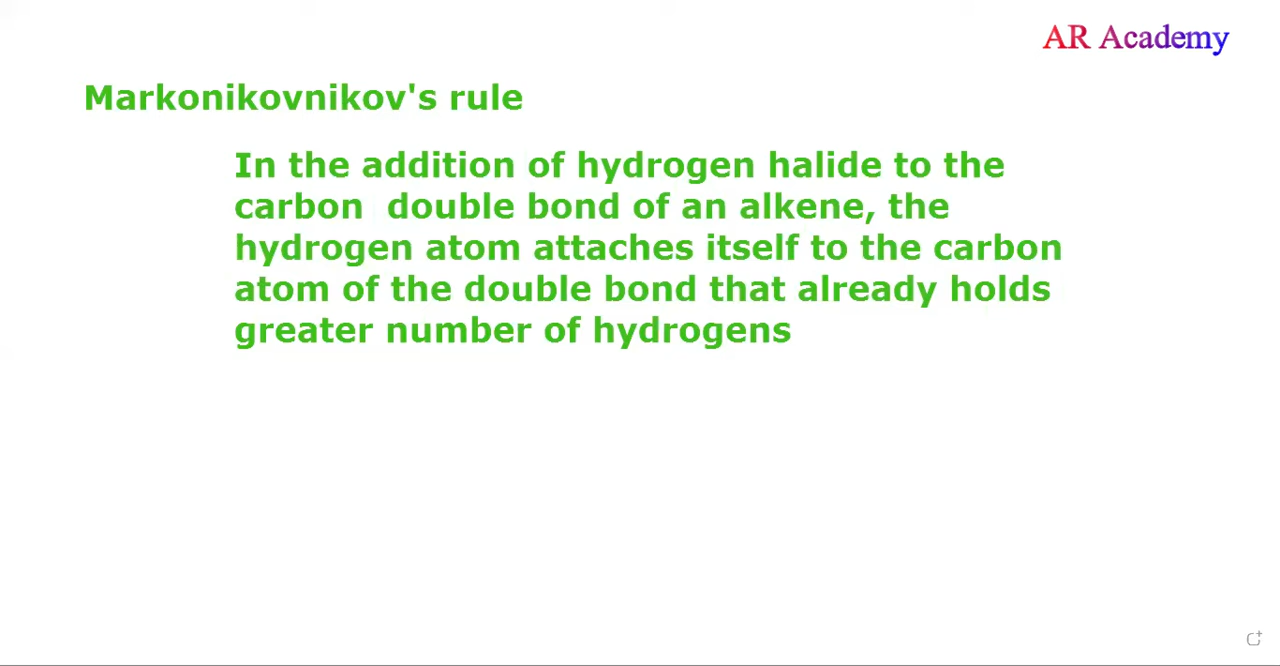 AR Academy
Markonikovnikov's rule
In the addition of hydrogen halide to the
carbon  double bond of an alkene, the
hydrogen atom attaches itself to the carbon
atom of the double bond that already holds
greater number of hydrogens